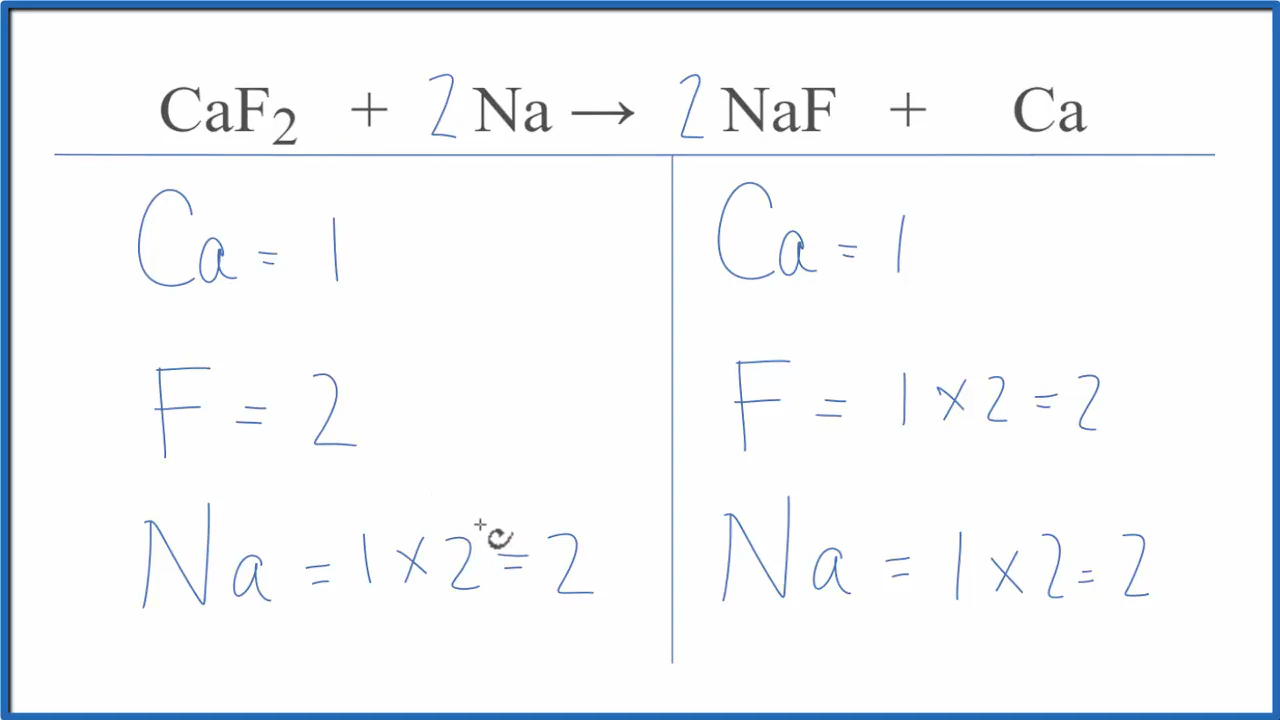 CaF₂ + 2 Na → 2 NaF + Ca
Ca = 1
F = 2
Na = 1 × 2 = 2
Ca = 1
F = 1 × 2 = 2
Na = 1 × 2 = 2